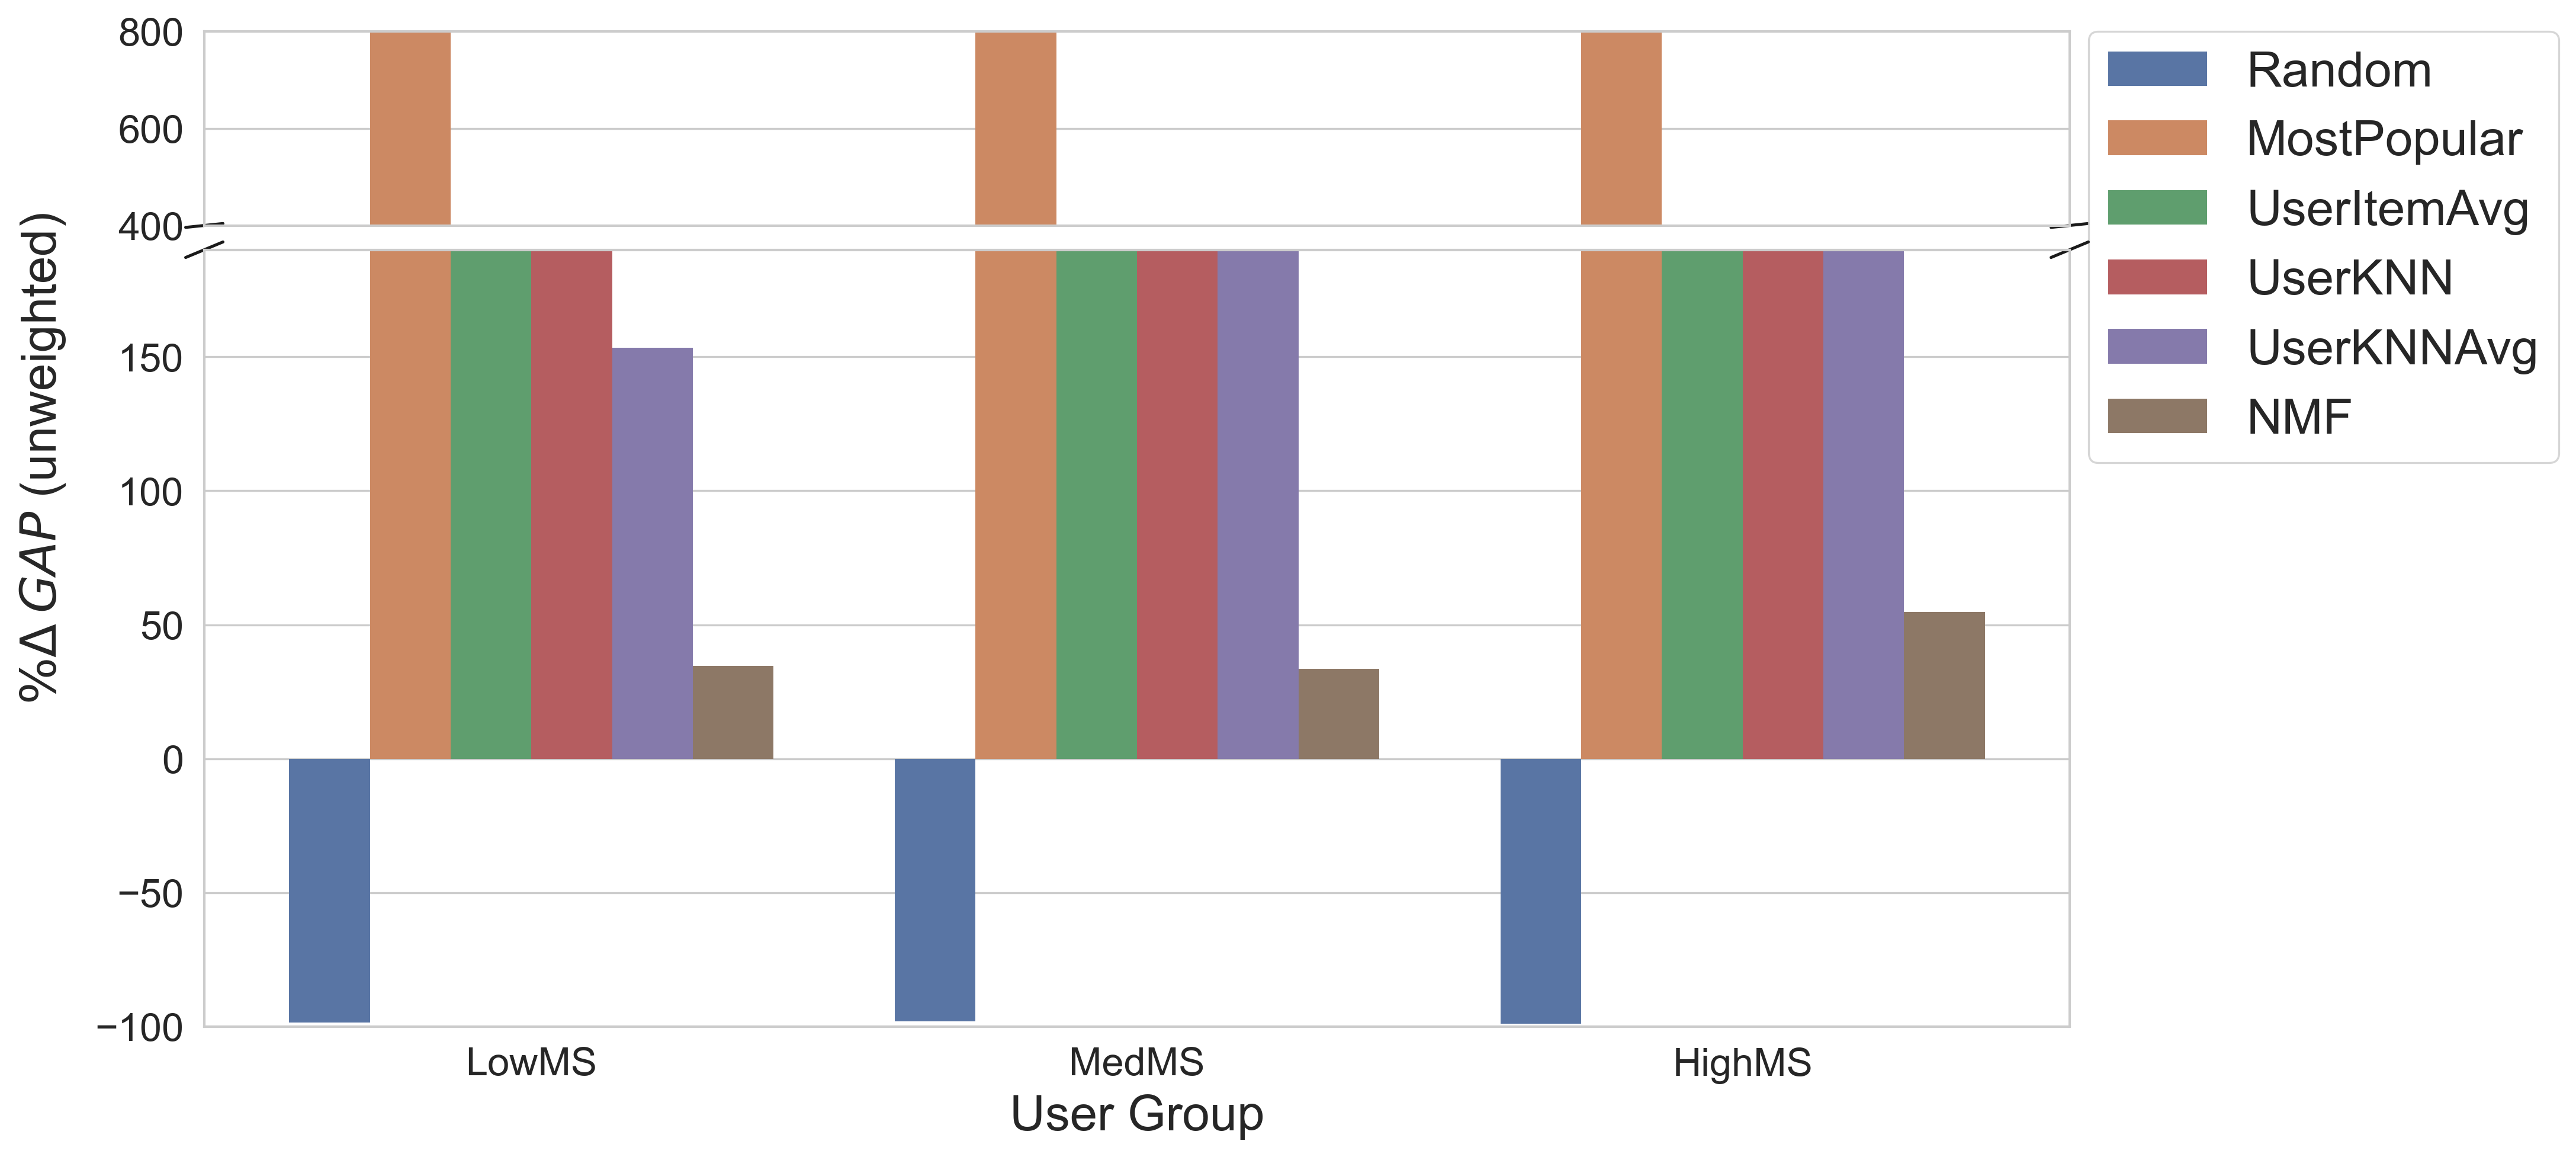 %Δ GAP (unweighted)
800
600
400
150
100
50
0
−50
−100
LowMS
MedMS
HighMS
User Group
Random
MostPopular
UserItemAvg
UserKNN
UserKNNAvg
NMF